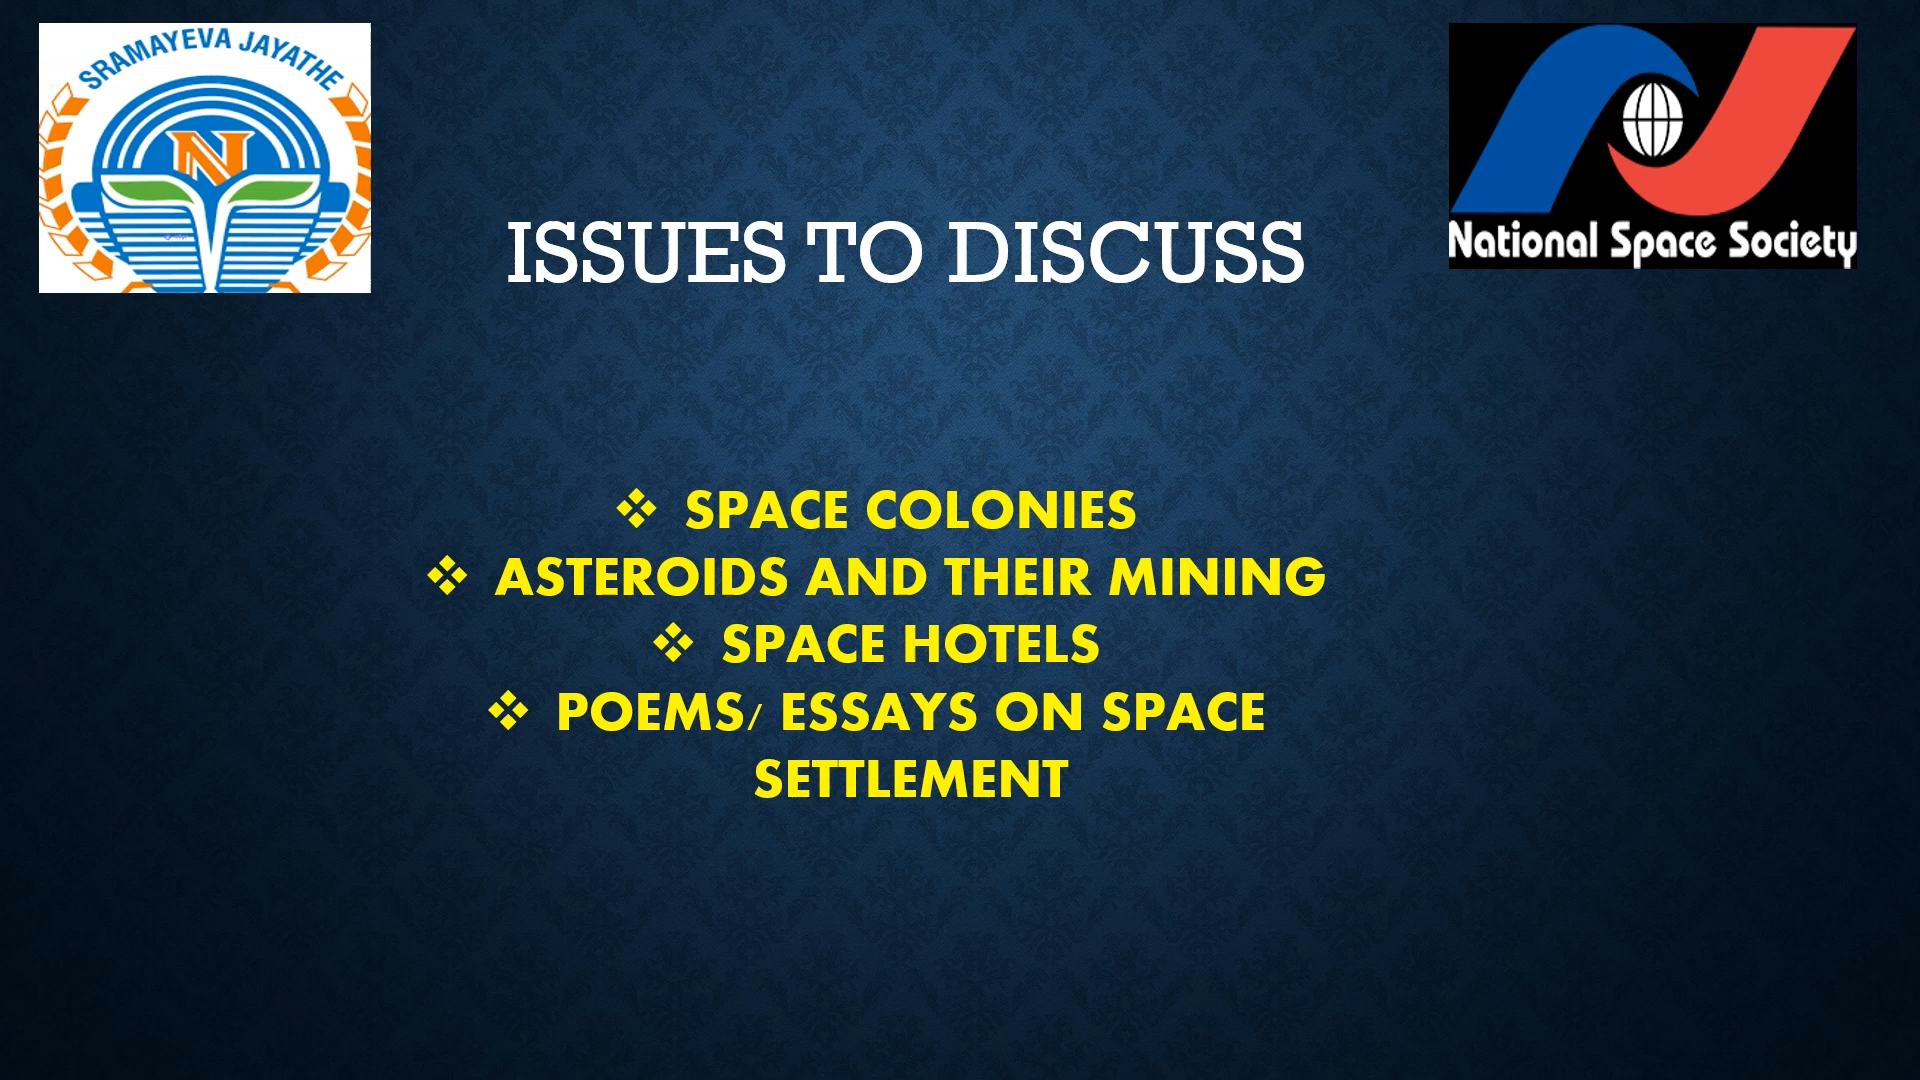 SRAMAYEVA JAYATHE
N
National Space Society
ISSUES TO DISCUSS
❖ SPACE COLONIES
❖ ASTEROIDS AND THEIR MINING
❖ SPACE HOTELS
❖ POEMS/ ESSAYS ON SPACE
SETTLEMENT